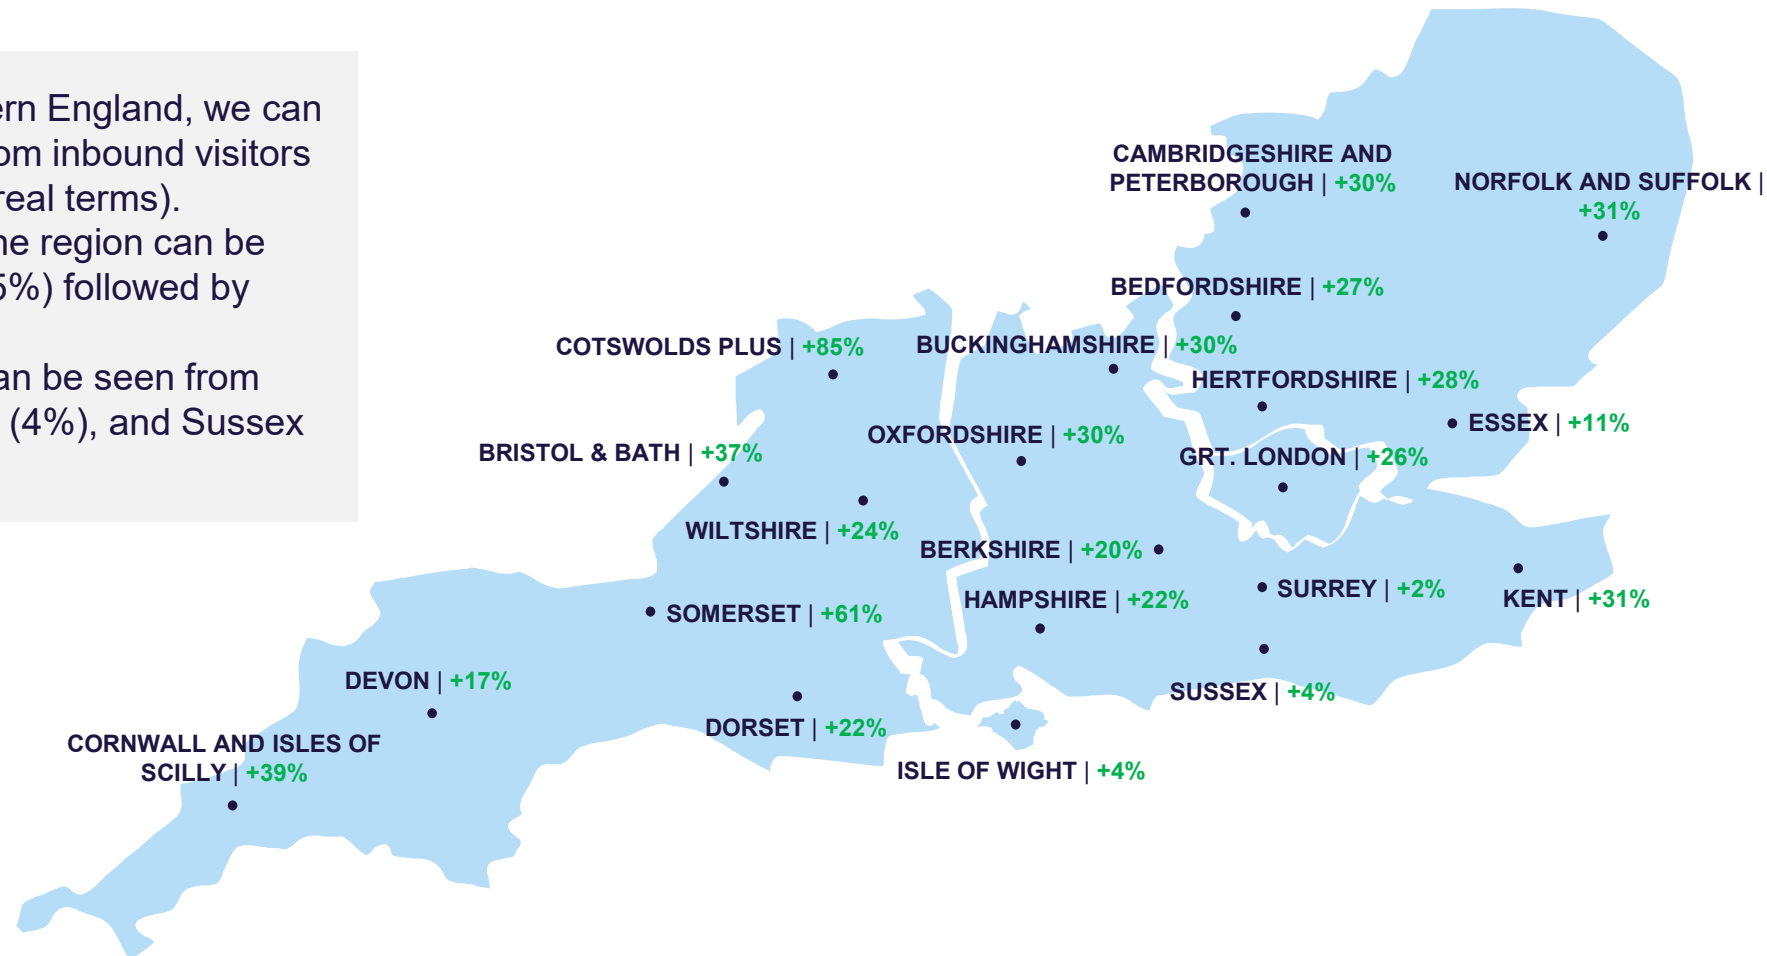 ern England, we can
om inbound visitors
real terms).
ne region can be
5%) followed by
an be seen from
(4%), and Sussex
CAMBRIDGESHIRE AND
PETERBOROUGH | +30%
NORFOLK AND SUFFOLK |
+31%
BEDFORDSHIRE | +27%
COTSWOLDS PLUS | +85%
BUCKINGHAMSHIRE | +30%
HERTFORDSHIRE | +28%
ESSEX | +11%
OXFORDSHIRE | +30%
BRISTOL & BATH | +37%
GRT. LONDON | +26%
WILTSHIRE | +24%
BERKSHIRE | +20%
SURREY | +2%
HAMPSHIRE | +22%
KENT | +31%
SOMERSET | +61%
DEVON | +17%
SUSSEX | +4%
DORSET | +22%
CORNWALL AND ISLES OF
SCILLY | +39%
ISLE OF WIGHT | +4%